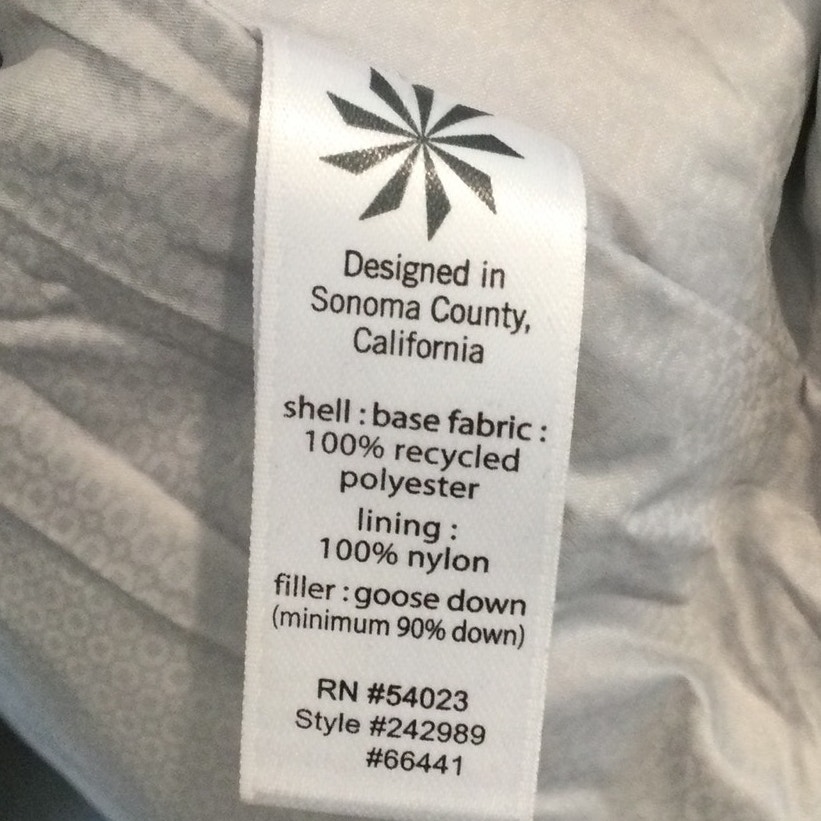 Designed in
Sonoma County,
California
shell : base fabric :
100% recycled
polyester
lining :
100% nylon
filler : goose down
(minimum 90% down)
RN #54023
Style #242989
#66441